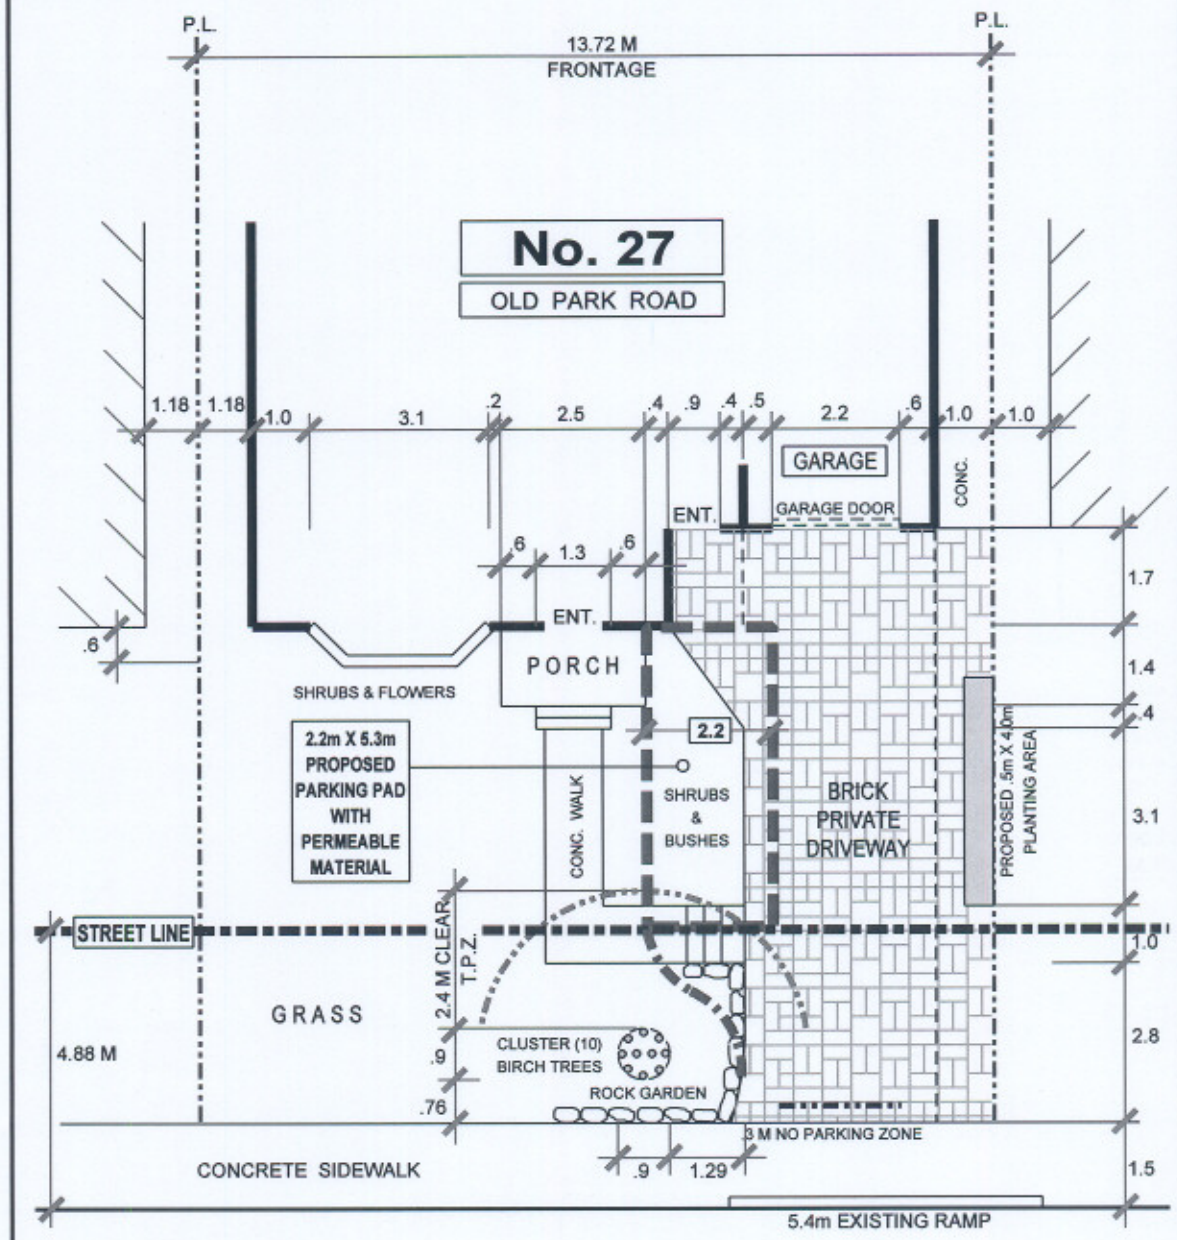 P.L.
P.L.
13.72 M
FRONTAGE
No. 27
OLD PARK ROAD
1.18
1.18
1.0
3.1
.2
2.5
.4
.9
.4
.5
2.2
.6
1.0
1.0
GARAGE
CONC.
GARAGE DOOR
ENT.
.6
1.3
.6
1.7
ENT.
.6
PORCH
1.4
SHRUBS & FLOWERS
.4
2.2
2.2m X 5.3m
PROPOSED
PARKING PAD
WITH
PERMEABLE
MATERIAL
CONC. WALK
SHRUBS
&
BUSHES
BRICK
PRIVATE
DRIVEWAY
PROPOSED .5m X 4.0m
PLANTING AREA
3.1
STREET LINE
2.4 M CLEAR
T.P.Z.
1.0
GRASS
4.88 M
.9
CLUSTER (10)
BIRCH TREES
ROCK GARDEN
2.8
.76
.3 M NO PARKING ZONE
CONCRETE SIDEWALK
.9
1.29
1.5
5.4m EXISTING RAMP